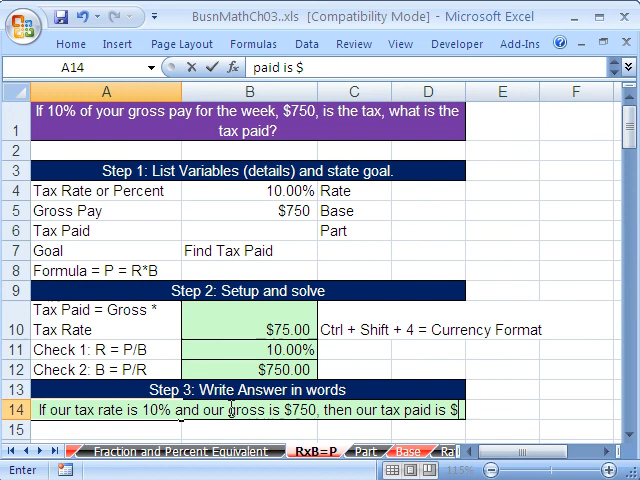 BusnMathCh03..xls [Compatibility Mode] - Microsoft Excel
Home Insert Page Layout Formulas Data Review View Developer Add-Ins
A14 paid is $
A B C D E F
1 If 10% of your gross pay for the week, $750, is the tax, what is the
tax paid?
2
3 Step 1: List Variables (details) and state goal.
4 Tax Rate or Percent 10.00% Rate
5 Gross Pay $750 Base
6 Tax Paid Part
7 Goal Find Tax Paid
8 Formula = P = R*B
9 Step 2: Setup and solve
Tax Paid = Gross *
10 Tax Rate $75.00 Ctrl + Shift + 4 = Currency Format
11 Check 1: R = P/B 10.00%
12 Check 2: B = P/R $750.00
13 Step 3: Write Answer in words
14 If our tax rate is 10% and our gross is $750, then our tax paid is $
15
Fraction and Percent Equivalent RxB=P Part Base Ra
Enter 115%